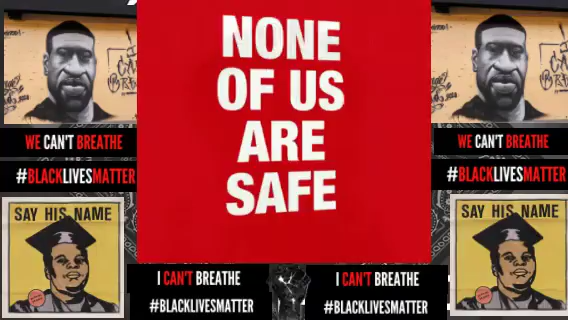 NONE
OF US
ARE
SAFE
WE CAN'T BREATHE
#BLACKLIVESMATTER
SAY HIS NAME
WE CAN'T BREATHE
#BLACKLIVESMATTER
SAY HIS NAME
I CAN'T BREATHE
#BLACKLIVESMATTER
I CAN'T BREATHE
#BLACKLIVESMATTER